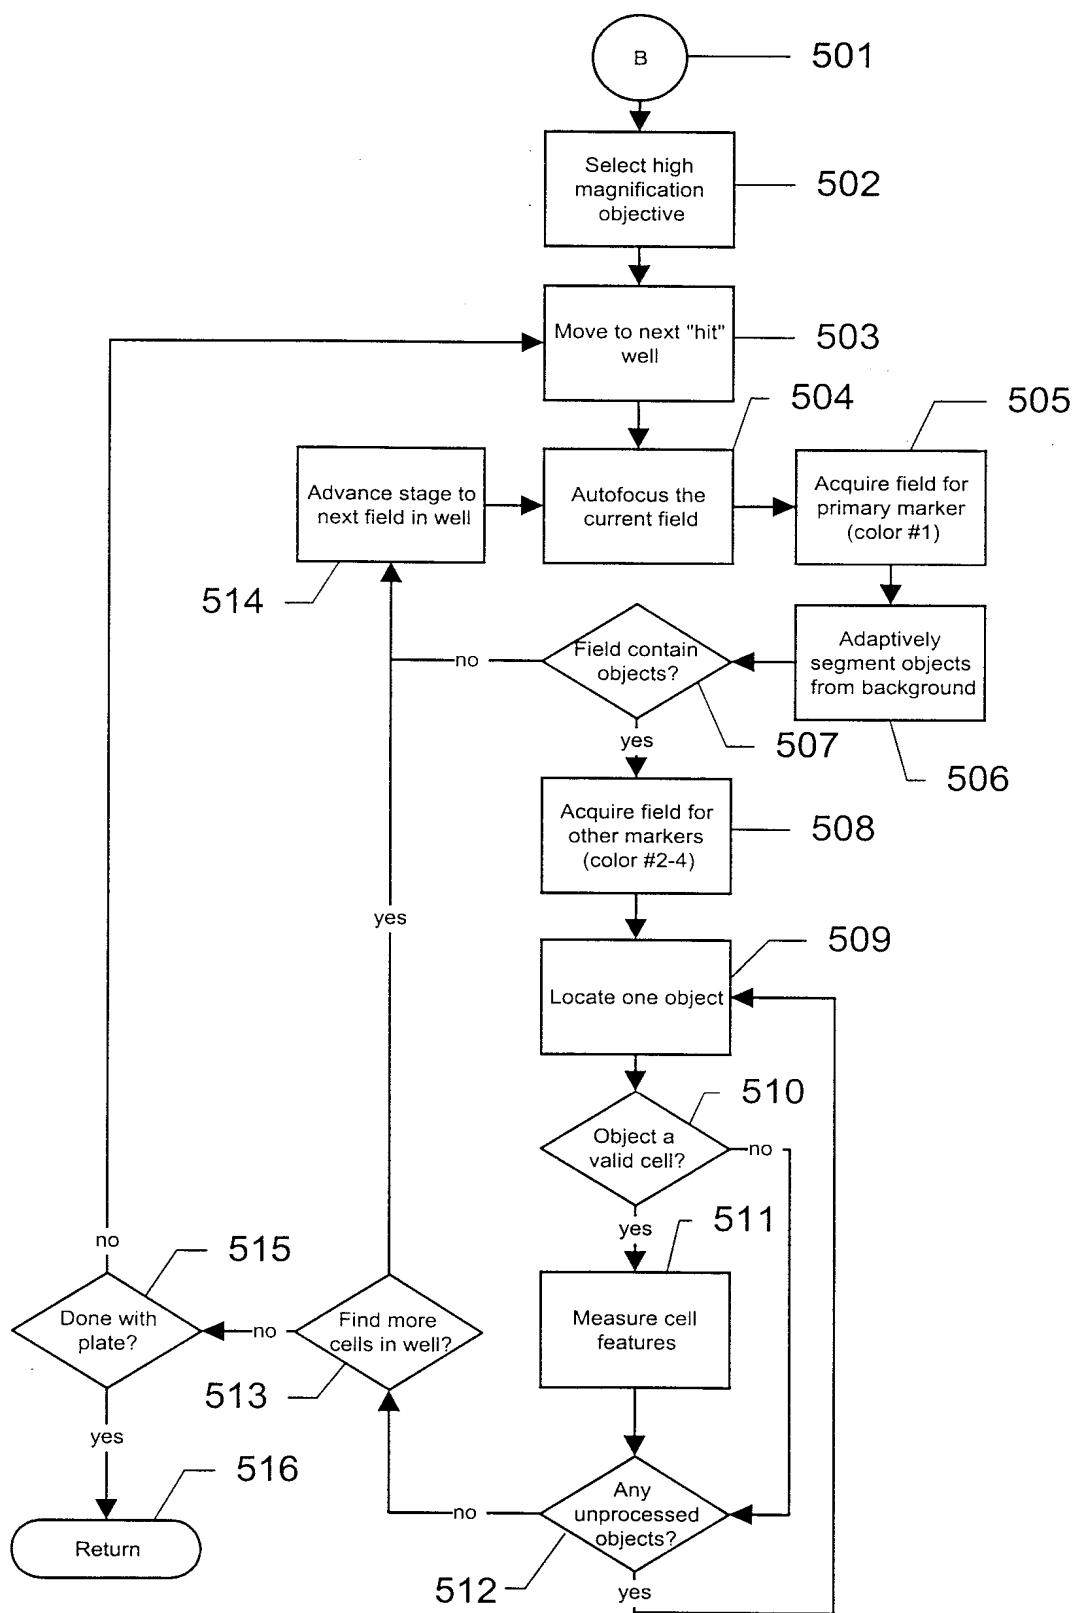 B
501
Select high
magnification
objective
502
Move to next "hit"
well
503
504
505
Advance stage to
next field in well
Autofocus the
current field
Acquire field for
primary marker
(color #1)
514
Field contain
objects?
no
Adaptively
segment objects
from background
yes
507
506
Acquire field for
other markers
(color #2-4)
508
yes
509
Locate one object
510
Object a
valid cell?
no
yes
511
no
515
Done with
plate?
no
Find more
cells in well?
Measure cell
features
513
yes
516
Return
no
Any
unprocessed
objects?
512
yes